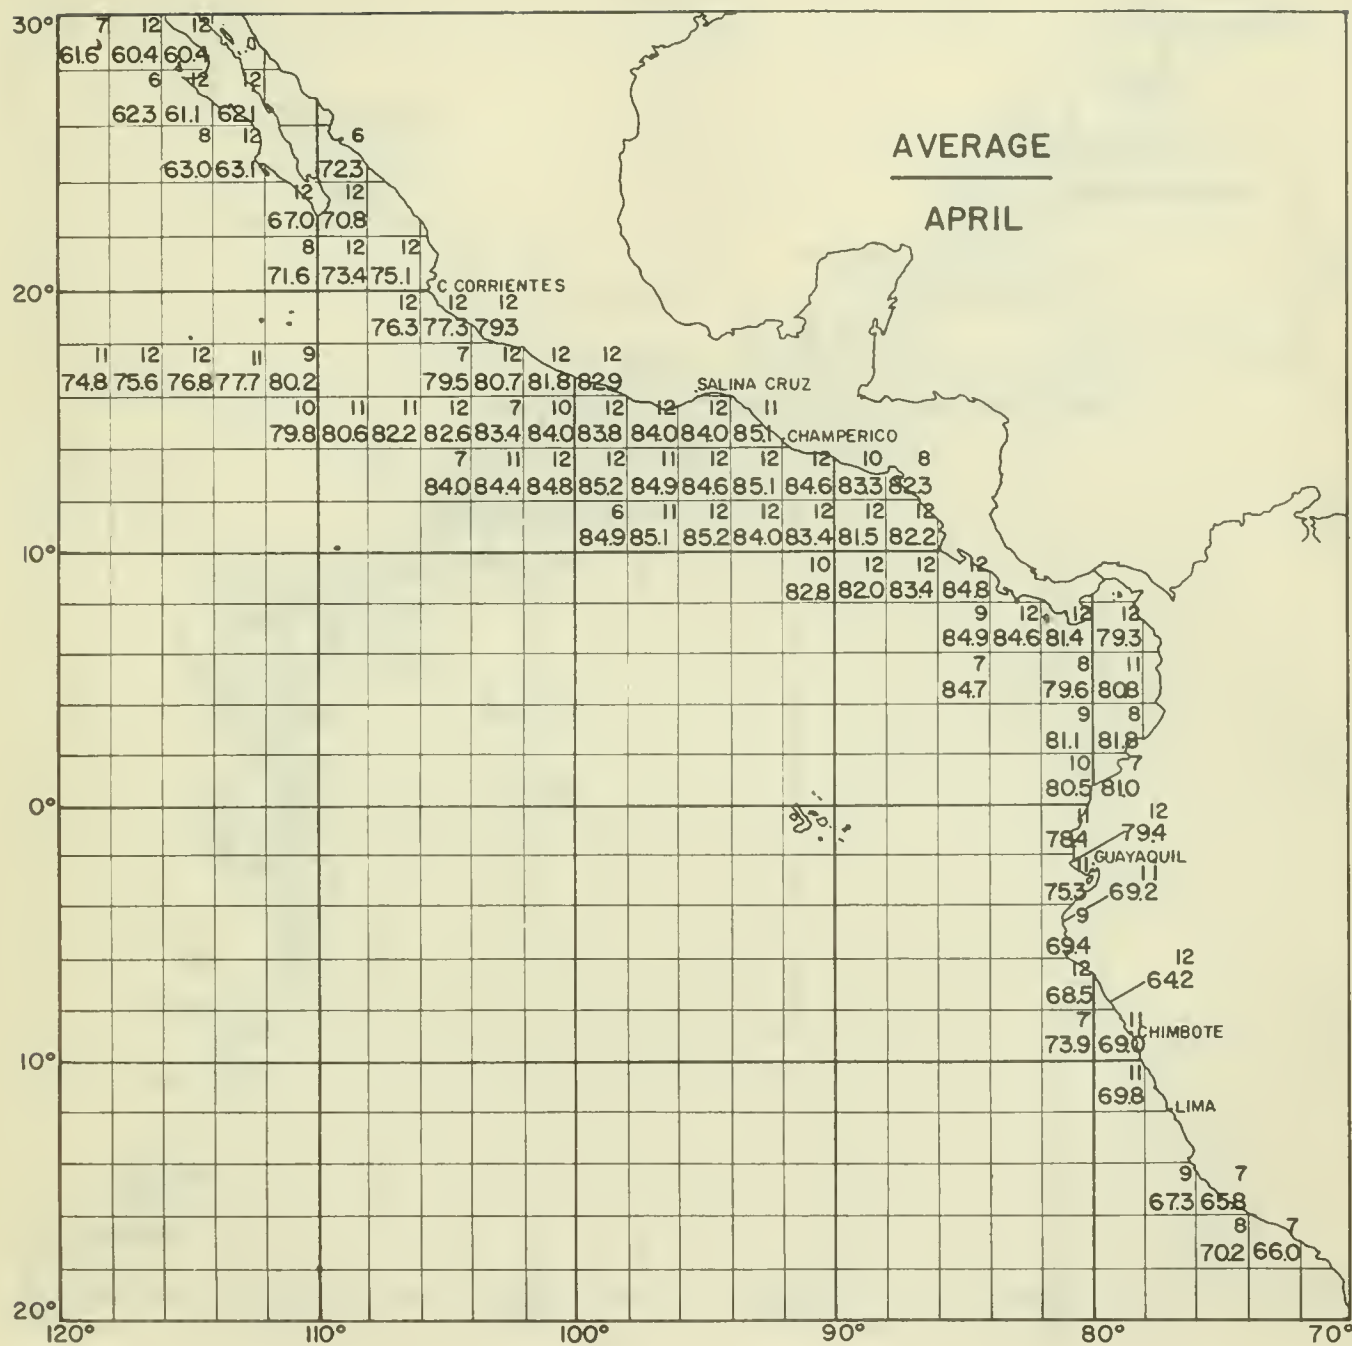 AVERAGE
APRIL
30°
7 12 12
61.6 60.4 60.4
6 12 12
62.3 61.1 62.1
8 12 6
63.0 63.1 72.3
12 12
67.0 70.8
8 12 12
71.6 73.4 75.1
20°
C CORRIENTES
12 12 12
76.3 77.3 79.3
11 12 12 11 9 7 12 12 12
74.8 75.6 76.8 77.7 80.2 79.5 80.7 81.8 82.9
SALINA CRUZ
10 11 11 12 7 10 12 12 12 11
79.8 80.6 82.2 82.6 83.4 84.0 83.8 84.0 84.0 85.1
CHAMPERICO
7 11 12 12 11 12 12 12 10 8
84.0 84.4 84.8 85.2 84.9 84.6 85.1 84.6 83.3 82.3
6 11 12 12 12 12 12
84.9 85.1 85.2 84.0 83.4 81.5 82.2
10°
10 12 12 12
82.8 82.0 83.4 84.8
9 12 12 12
84.9 84.6 81.4 79.3
7 8 11
84.7 79.6 80.8
9 8
81.1 81.8
10 7
80.5 81.0
0°
11 12
78.4 79.4
GUAYAQUIL
11 11
75.3 69.2
9
69.4
12 12
68.5 64.2
7 11
CHIMBOTE
73.9 69.0
10°
11
69.8
LIMA
9 7
67.3 65.8
8 7
70.2 66.0
20°
120° 110° 100° 90° 80° 70°